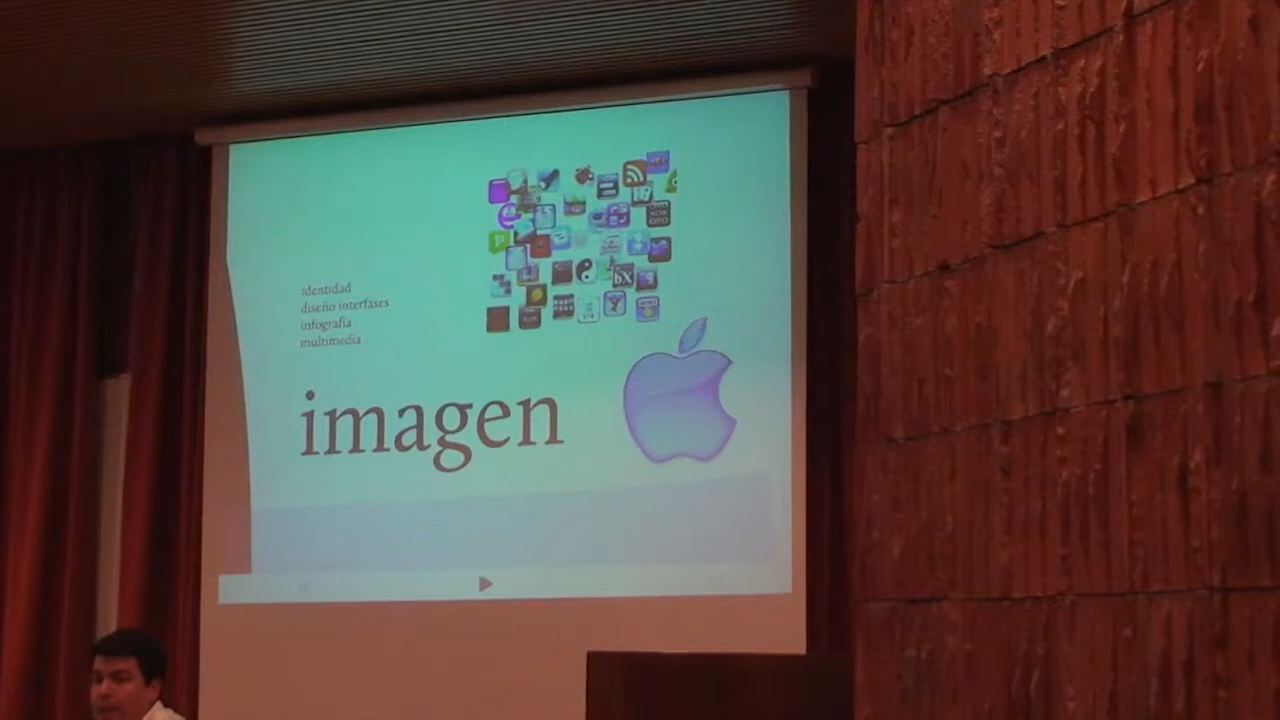 identidad
diseño interfases
infografía
multimedia
imagen